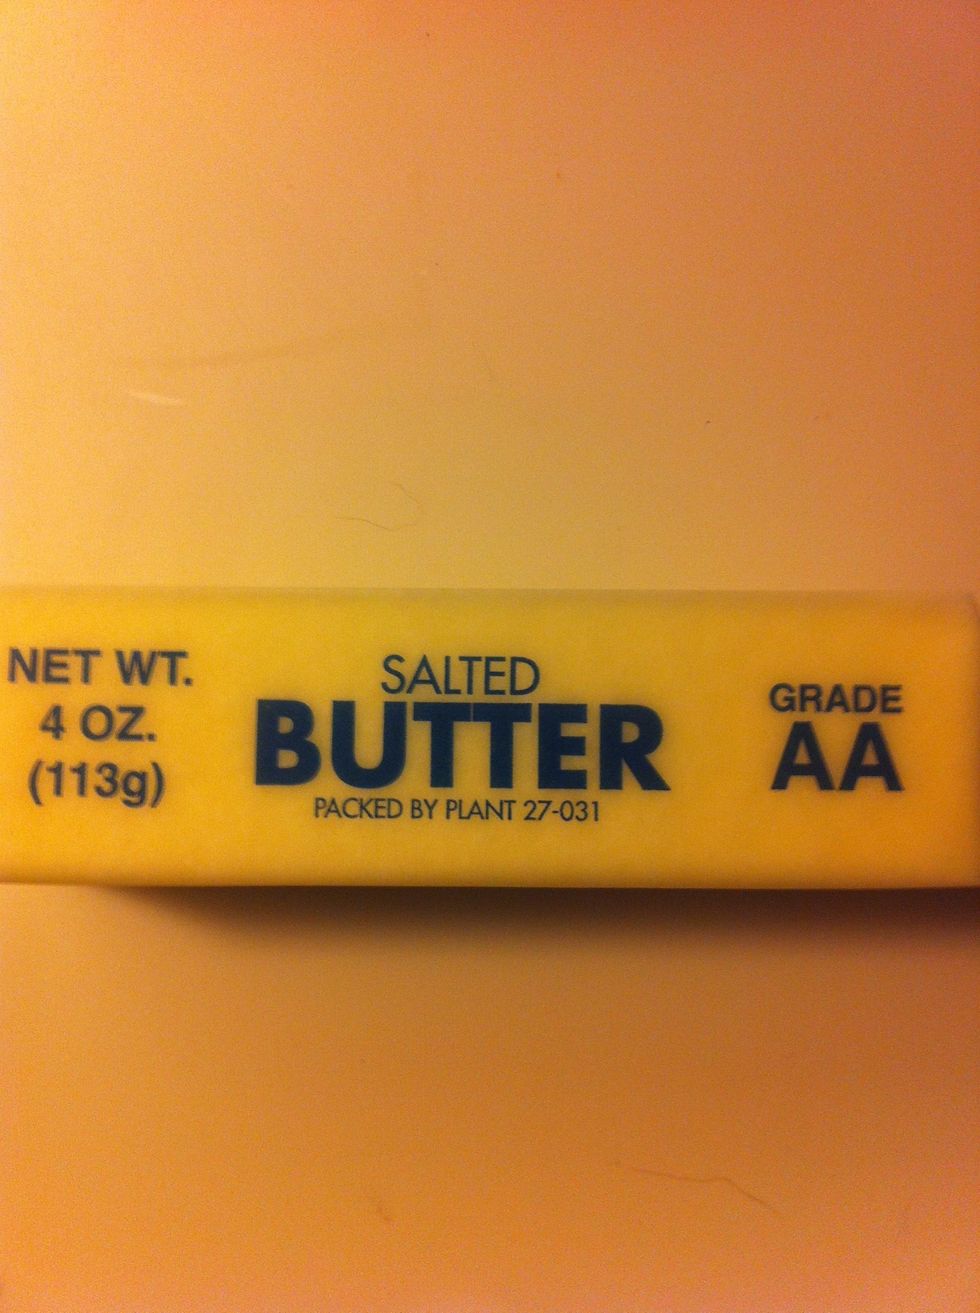 NET WT.
4 OZ.
(113g)
SALTED
BUTTER
PACKED BY PLANT 27-031
GRADE
AA